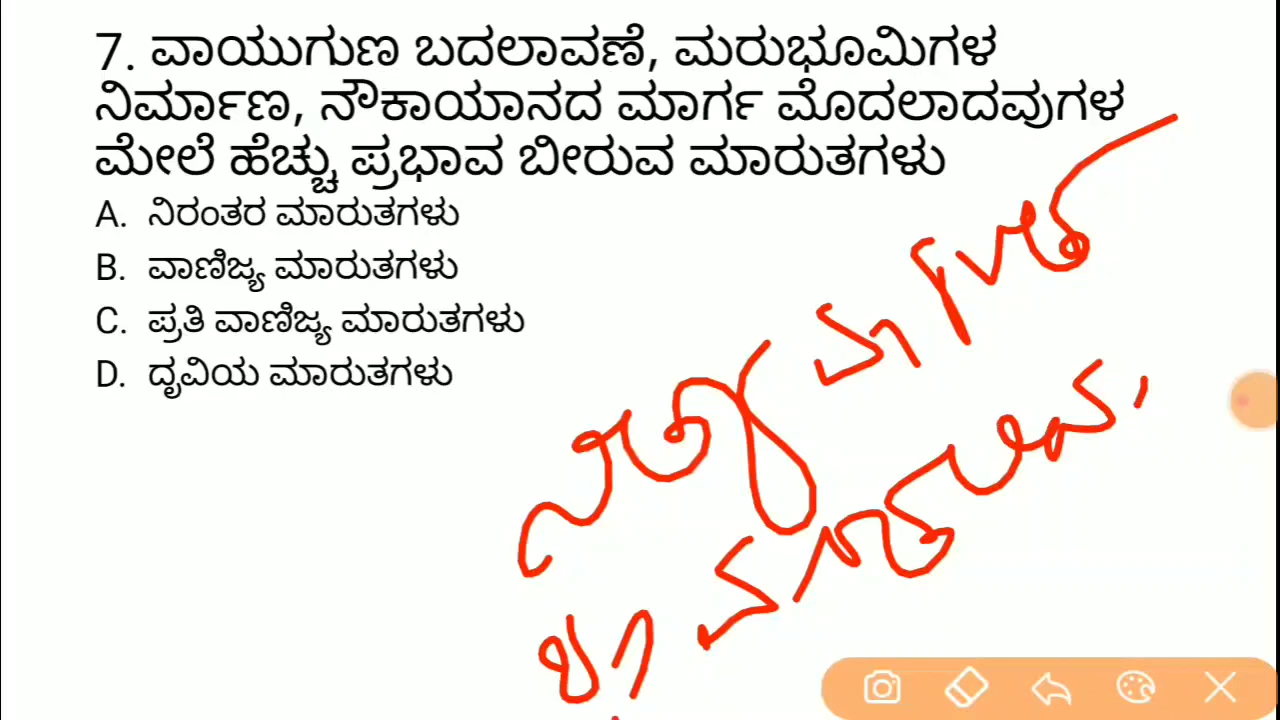 7. ವಾಯುಗುಣ ಬದಲಾವಣೆ, ಮರುಭೂಮಿಗಳ
ನಿರ್ಮಾಣ, ನೌಕಾಯಾನದ ಮಾರ್ಗ ಮೊದಲಾದವುಗಳ
ಮೇಲೆ ಹೆಚ್ಚು ಪ್ರಭಾವ ಬೀರುವ ಮಾರುತಗಳು
A. ನಿರಂತರ ಮಾರುತಗಳು
B. ವಾಣಿಜ್ಯ ಮಾರುತಗಳು
C. ಪ್ರತಿ ವಾಣಿಜ್ಯ ಮಾರುತಗಳು
D. ದೃವಿಯ ಮಾರುತಗಳು